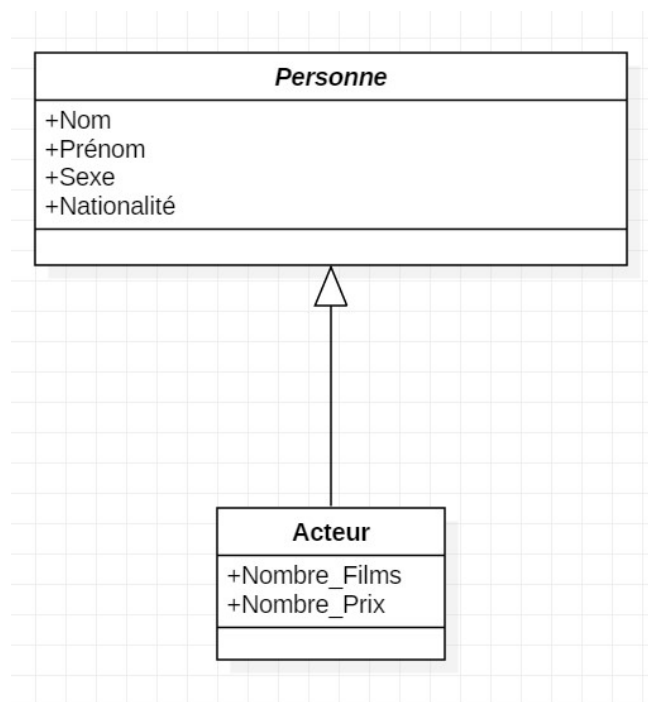 Personne
+Nom
+Prénom
+Sexe
+Nationalité
Acteur
+Nombre_Films
+Nombre_Prix